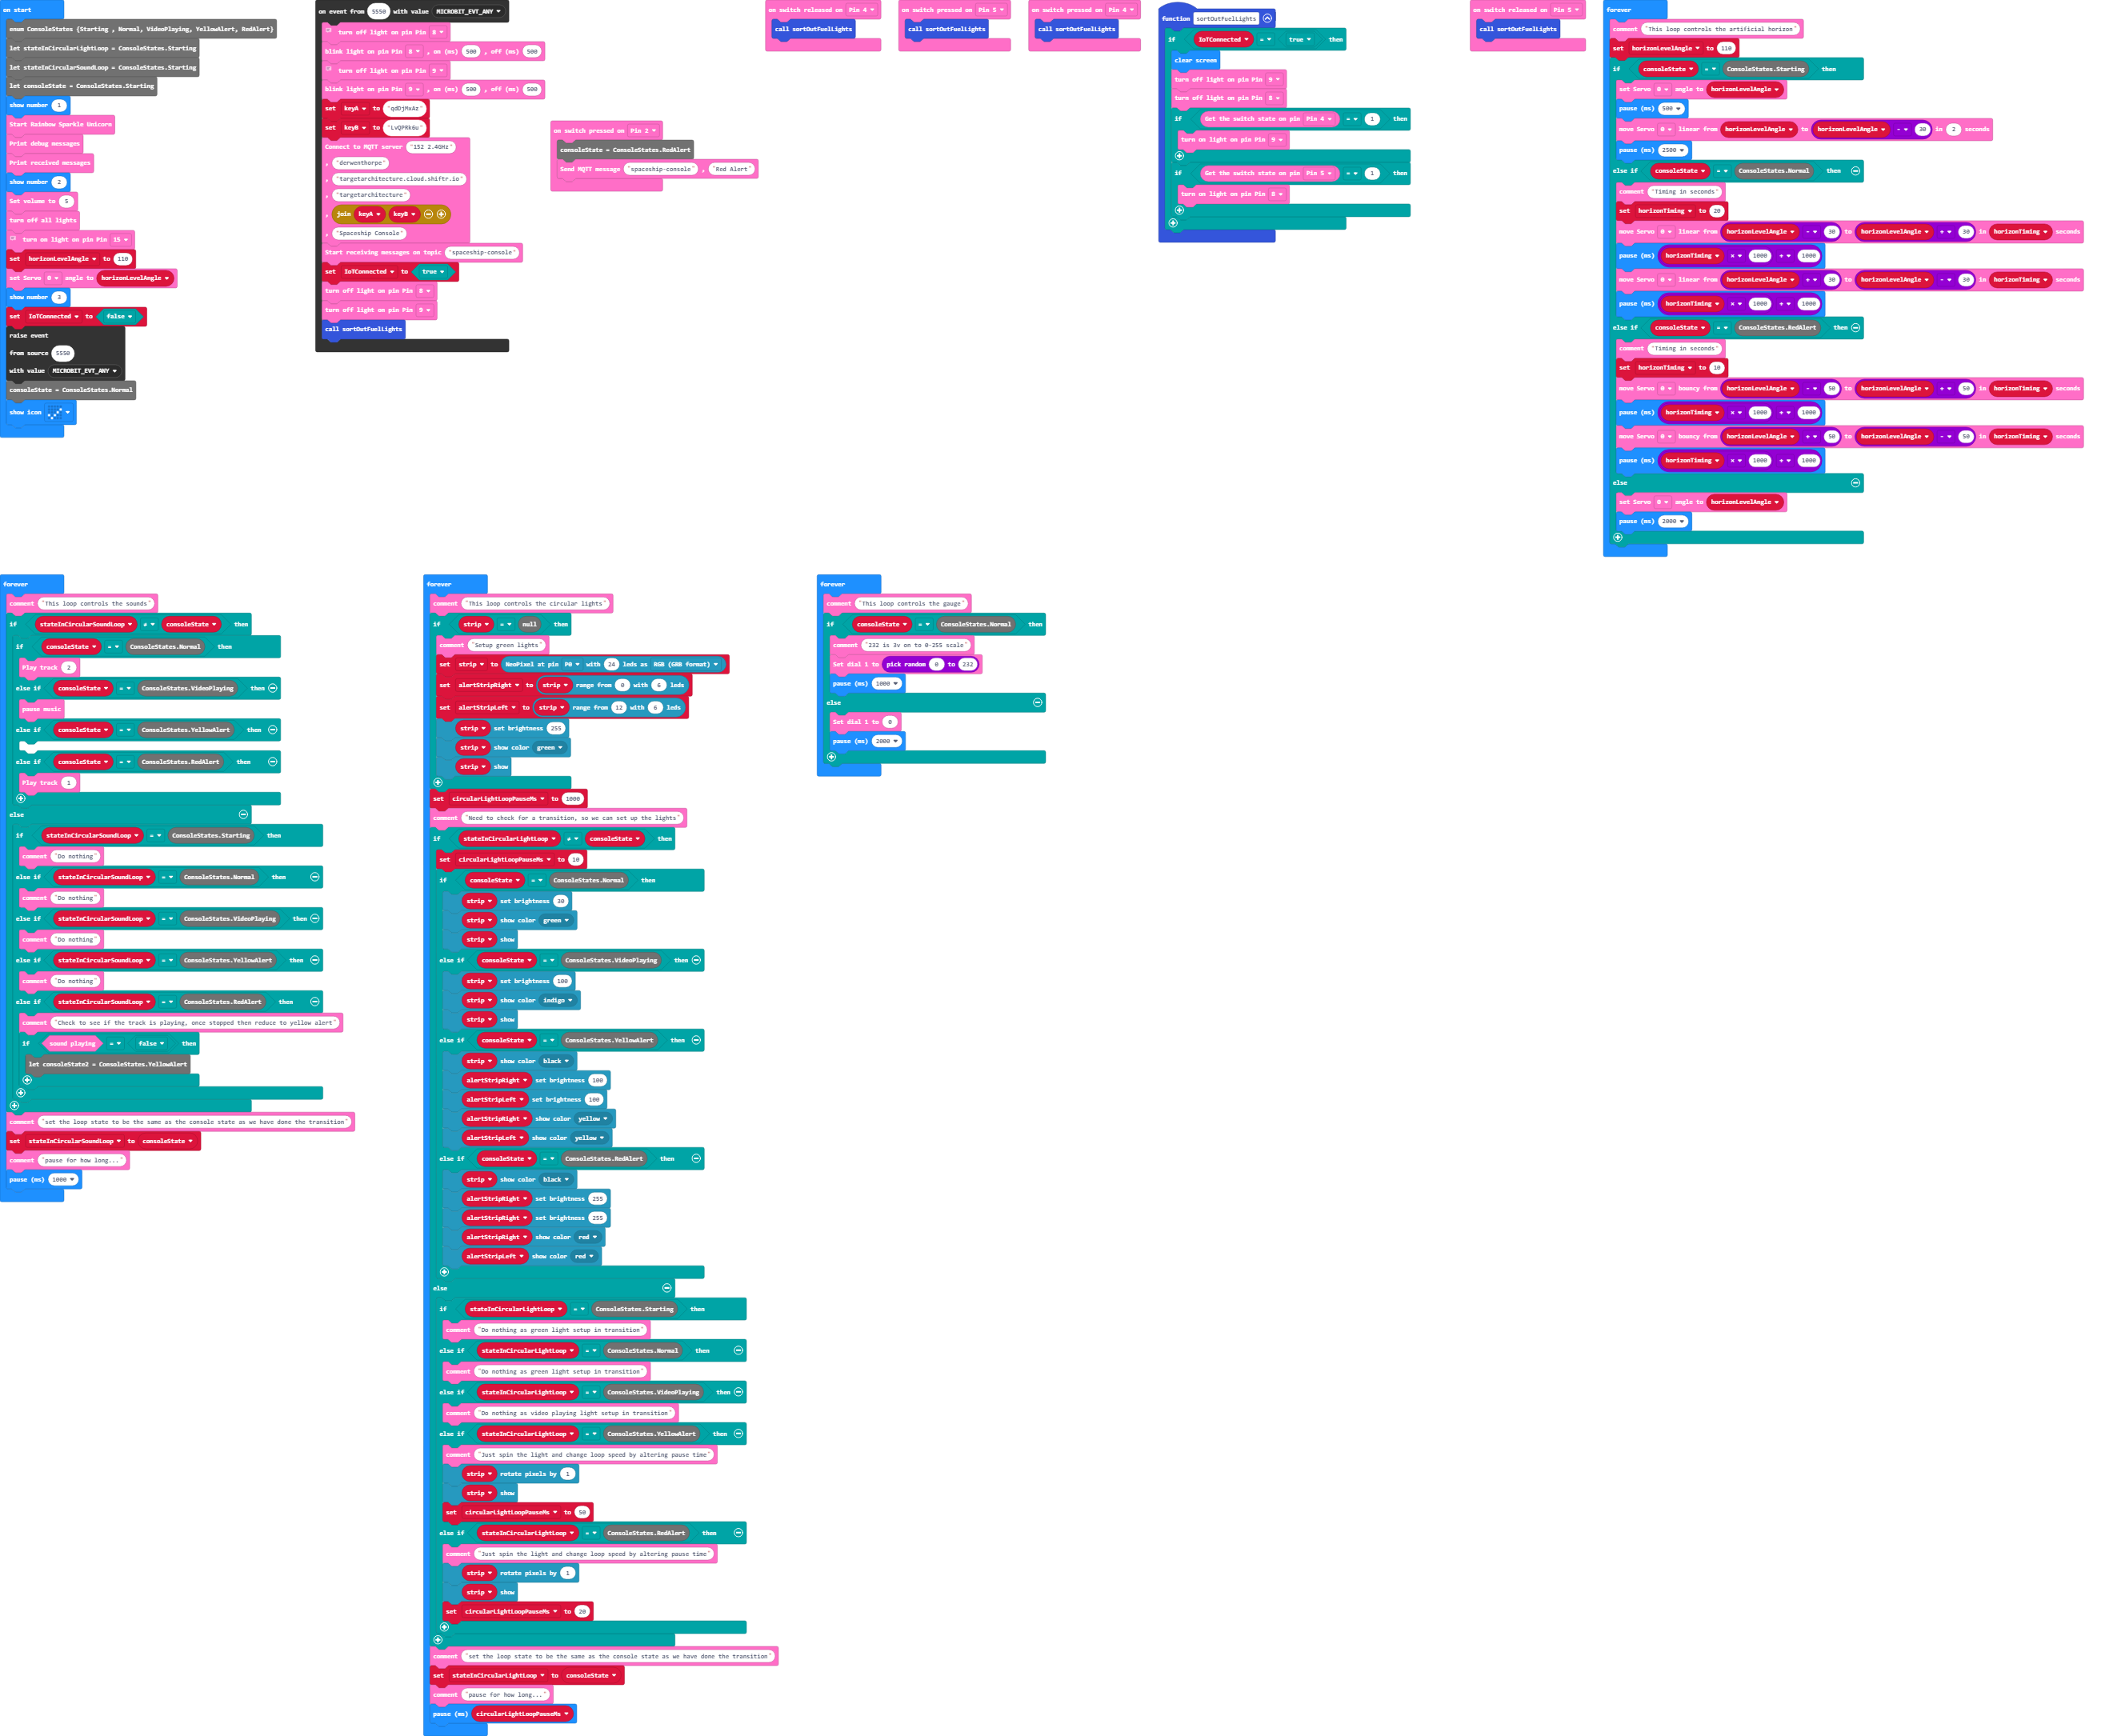 on start
enum ConsoleStates {Starting , Normal, VideoPlaying, YellowAlert, RedAlert}
let stateInCircularLightLoop = ConsoleStates.Starting
let stateInCircularSoundLoop = ConsoleStates.Starting
let consoleState = ConsoleStates.Starting
show number 1
Start Rainbow Sparkle Unicorn
Print debug messages
Print received messages
show number 2
Set volume to 5
turn off all lights
turn on light on pin Pin 15
set horizonLevelAngle to 110
set Servo 0 angle to horizonLevelAngle
show number 3
set IoTConnected to false
raise event
from source 5550
with value MICROBIT_EVT_ANY
consoleState = ConsoleStates.Normal
show icon
on event from 5550 with value MICROBIT_EVT_ANY
turn off light on pin Pin 8
blink light on pin Pin 8 , on (ms) 500 , off (ms) 500
turn off light on pin Pin 9
blink light on pin Pin 9 , on (ms) 500 , off (ms) 500
set keyA to "qdDjMxAz"
set keyB to "LvQPRk6u"
Connect to MQTT server "152 2.4GHz"
, "derwenthorpe"
, "targetarchitecture.cloud.shiftr.io"
, "targetarchitecture"
, join keyA keyB
, "Spaceship Console"
Start receiving messages on topic "spaceship-console"
set IoTConnected to true
turn off light on pin Pin 8
turn off light on pin Pin 9
call sortOutFuelLights
on switch pressed on Pin 2
consoleState = ConsoleStates.RedAlert
Send MQTT message "spaceship-console" , "Red Alert"
on switch released on Pin 4
call sortOutFuelLights
on switch pressed on Pin 5
call sortOutFuelLights
on switch pressed on Pin 4
call sortOutFuelLights
function sortOutFuelLights
if IoTConnected = true then
clear screen
turn off light on pin Pin 9
turn off light on pin Pin 8
if Get the switch state on pin Pin 4 = 1 then
turn on light on pin Pin 9
if Get the switch state on pin Pin 5 = 1 then
turn on light on pin Pin 8
on switch released on Pin 5
call sortOutFuelLights
forever
comment "This loop controls the artificial horizon"
set horizonLevelAngle to 110
if consoleState = ConsoleStates.Starting then
set Servo 0 angle to horizonLevelAngle
pause (ms) 500
move Servo 0 linear from horizonLevelAngle to horizonLevelAngle - 30 in 2 seconds
pause (ms) 2500
else if consoleState = ConsoleStates.Normal then
comment "Timing in seconds"
set horizonTiming to 20
move Servo 0 linear from horizonLevelAngle - 30 to horizonLevelAngle + 30 in horizonTiming seconds
pause (ms) horizonTiming × 1000 + 1000
move Servo 0 linear from horizonLevelAngle + 30 to horizonLevelAngle - 30 in horizonTiming seconds
pause (ms) horizonTiming × 1000 + 1000
else if consoleState = ConsoleStates.RedAlert then
comment "Timing in seconds"
set horizonTiming to 10
move Servo 0 bouncy from horizonLevelAngle - 50 to horizonLevelAngle + 50 in horizonTiming seconds
pause (ms) horizonTiming × 1000 + 1000
move Servo 0 bouncy from horizonLevelAngle + 50 to horizonLevelAngle - 50 in horizonTiming seconds
pause (ms) horizonTiming × 1000 + 1000
else
set Servo 0 angle to horizonLevelAngle
pause (ms) 2000
forever
comment "This loop controls the sounds"
if stateInCircularSoundLoop ≠ consoleState then
if consoleState = ConsoleStates.Normal then
Play track 2
else if consoleState = ConsoleStates.VideoPlaying then
pause music
else if consoleState = ConsoleStates.YellowAlert then
else if consoleState = ConsoleStates.RedAlert then
Play track 1
else
if stateInCircularSoundLoop = ConsoleStates.Starting then
comment "Do nothing"
else if stateInCircularSoundLoop = ConsoleStates.Normal then
comment "Do nothing"
else if stateInCircularSoundLoop = ConsoleStates.VideoPlaying then
comment "Do nothing"
else if stateInCircularSoundLoop = ConsoleStates.YellowAlert then
comment "Do nothing"
else if stateInCircularSoundLoop = ConsoleStates.RedAlert then
comment "Check to see if the track is playing, once stopped then reduce to yellow alert"
if sound playing = false then
let consoleState2 = ConsoleStates.YellowAlert
comment "set the loop state to be the same as the console state as we have done the transition"
set stateInCircularSoundLoop to consoleState
comment "pause for how long..."
pause (ms) 1000
forever
comment "This loop controls the circular lights"
if strip = null then
comment "Setup green lights"
set strip to NeoPixel at pin P0 with 24 leds as RGB (GRB format)
set alertStripRight to strip range from 0 with 6 leds
set alertStripLeft to strip range from 12 with 6 leds
strip set brightness 255
strip show color green
strip show
set circularLightLoopPauseMs to 1000
comment "Need to check for a transition, so we can set up the lights"
if stateInCircularLightLoop ≠ consoleState then
set circularLightLoopPauseMs to 10
if consoleState = ConsoleStates.Normal then
strip set brightness 30
strip show color green
strip show
else if consoleState = ConsoleStates.VideoPlaying then
strip set brightness 100
strip show color indigo
strip show
else if consoleState = ConsoleStates.YellowAlert then
strip show color black
alertStripRight set brightness 100
alertStripLeft set brightness 100
alertStripRight show color yellow
alertStripLeft show color yellow
else if consoleState = ConsoleStates.RedAlert then
strip show color black
alertStripRight set brightness 255
alertStripRight set brightness 255
alertStripRight show color red
alertStripLeft show color red
else
if stateInCircularLightLoop = ConsoleStates.Starting then
comment "Do nothing as green light setup in transition"
else if stateInCircularLightLoop = ConsoleStates.Normal then
comment "Do nothing as green light setup in transition"
else if stateInCircularLightLoop = ConsoleStates.VideoPlaying then
comment "Do nothing as video playing light setup in transition"
else if stateInCircularLightLoop = ConsoleStates.YellowAlert then
comment "Just spin the light and change loop speed by altering pause time"
strip rotate pixels by 1
strip show
set circularLightLoopPauseMs to 50
else if stateInCircularLightLoop = ConsoleStates.RedAlert then
comment "Just spin the light and change loop speed by altering pause time"
strip rotate pixels by 1
strip show
set circularLightLoopPauseMs to 20
comment "set the loop state to be the same as the console state as we have done the transition"
set stateInCircularLightLoop to consoleState
comment "pause for how long..."
pause (ms) circularLightLoopPauseMs
forever
comment "This loop controls the gauge"
if consoleState = ConsoleStates.Normal then
comment "232 is 3v on to 0-255 scale"
Set dial 1 to pick random 0 to 232
pause (ms) 1000
else
Set dial 1 to 0
pause (ms) 2000